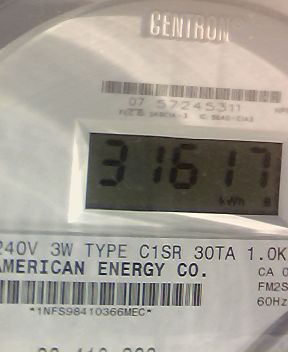 CENTRON
07 57245311
31617
kWh
240V 3W TYPE C1SR 30TA 1.0K
AMERICAN ENERGY CO.
CA 0
FM2S
60Hz
*1NFS98410366MEC*